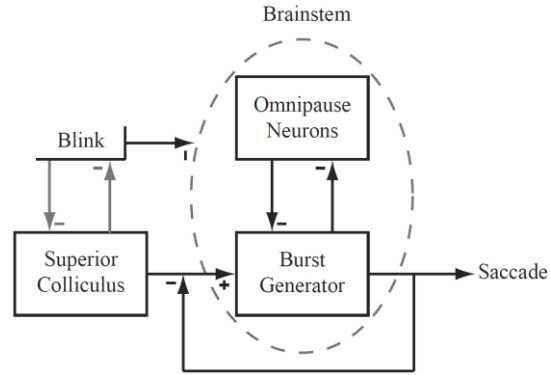 Brainstem
Omnipause
Neurons
Blink
-
-
-
-
-
Superior
Colliculus
-
+
Burst
Generator
Saccade